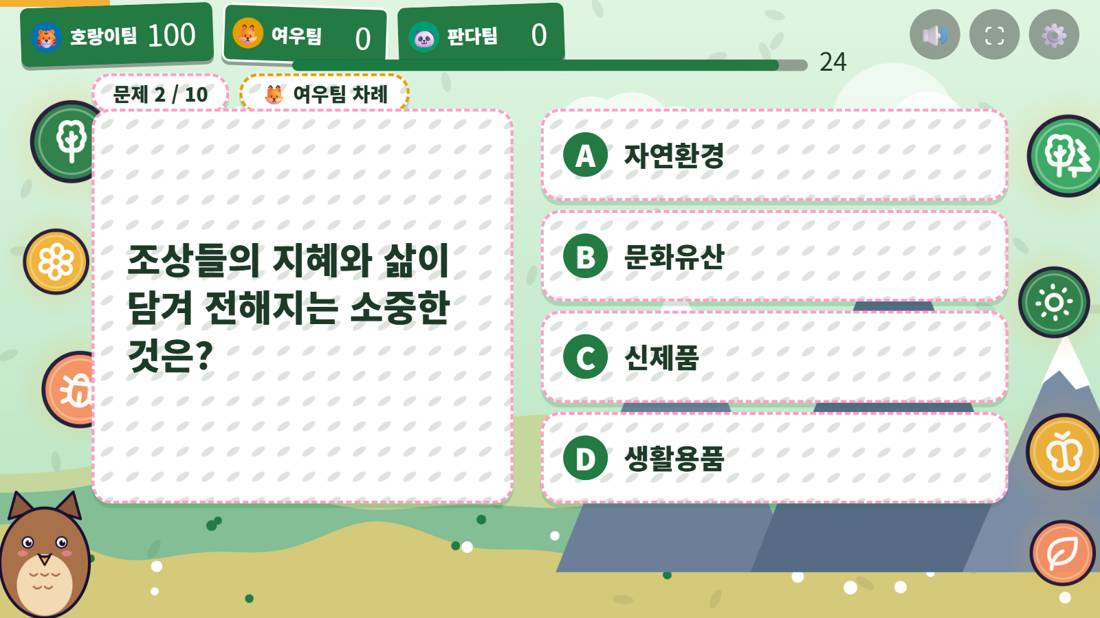 호랑이팀 100
여우팀 0
판다팀 0
24
문제 2 / 10
여우팀 차례
조상들의 지혜와 삶이
담겨 전해지는 소중한
것은?
A 자연환경
B 문화유산
C 신제품
D 생활용품